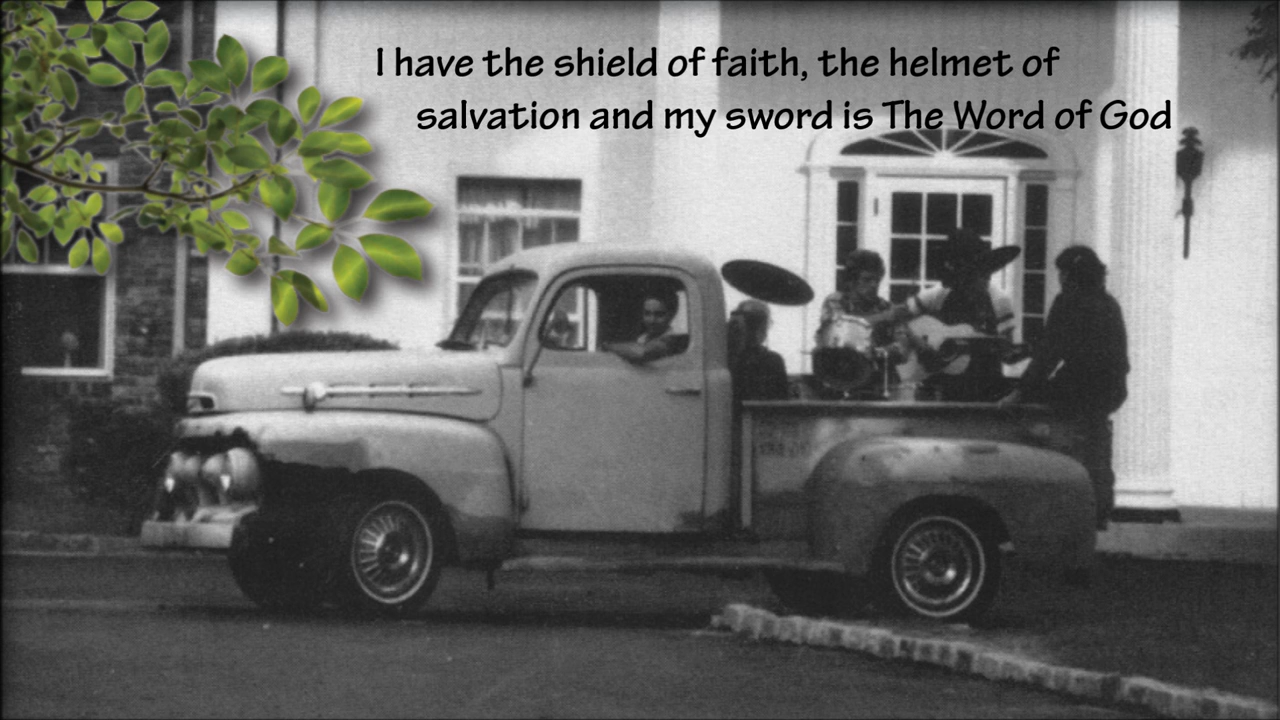 I have the shield of faith, the helmet of
salvation and my sword is The Word of God